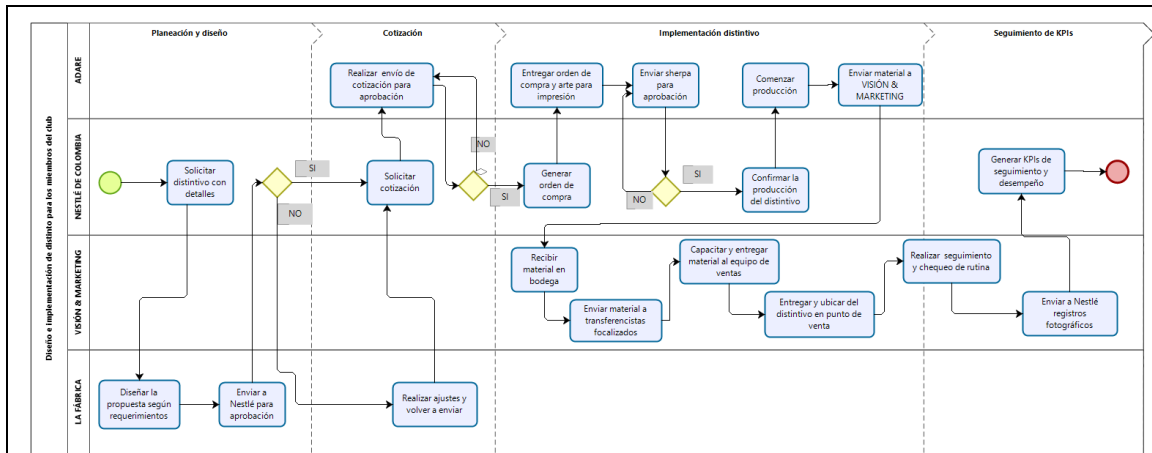 Diseño e implementación de distinto para los miembros del club
Planeación y diseño
Cotización
Implementación distintivo
Seguimiento de KPIs
ADARE
Realizar envío de
cotización para
aprobación
Entregar orden de
compra y arte para
impresión
Enviar sherpa
para
aprobación
Comenzar
producción
Enviar material a
VISIÓN &
MARKETING
NESTLÉ DE COLOMBIA
Solicitar
distintivo con
detalles
SI
NO
Solicitar
cotización
NO
SI
Generar
orden de
compra
NO
SI
Confirmar la
producción
del distintivo
Generar KPIs de
seguimiento y
desempeño
VISIÓN & MARKETING
Recibir
material en
bodega
Enviar material a
transferencistas
focalizados
Capacitar y entregar
material al equipo de
ventas
Entregar y ubicar del
distintivo en punto de
venta
Realizar seguimiento
y chequeo de rutina
Enviar a Nestlé
registros
fotográficos
LA FÁBRICA
Diseñar la
propuesta según
requerimientos
Enviar a
Nestlé para
aprobación
Realizar ajustes y
volver a enviar